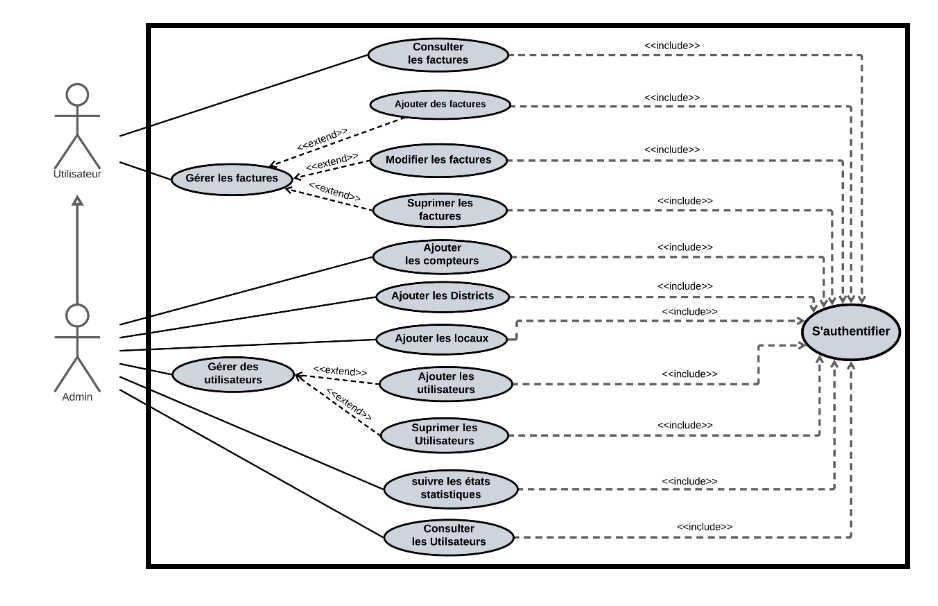 Consulter
les factures
<<include>>
Ajouter des factures
<<include>>
<<extend>>
Utilisateur
Gérer les factures
<<extend>>
Modifier les factures
<<include>>
<<extend>>
Suprimer les
factures
<<include>>
Ajouter
les compteurs
<<include>>
Ajouter les Districts
<<include>>
Ajouter les locaux
<<include>>
S'authentifier
Admin
Gérer des
utilisateurs
<<extend>>
Ajouter les
utilisateurs
<<include>>
<<extend>>
Suprimer les
Utilisateurs
<<include>>
suivre les états
statistiques
<<include>>
Consulter
les Utilsateurs
<<include>>